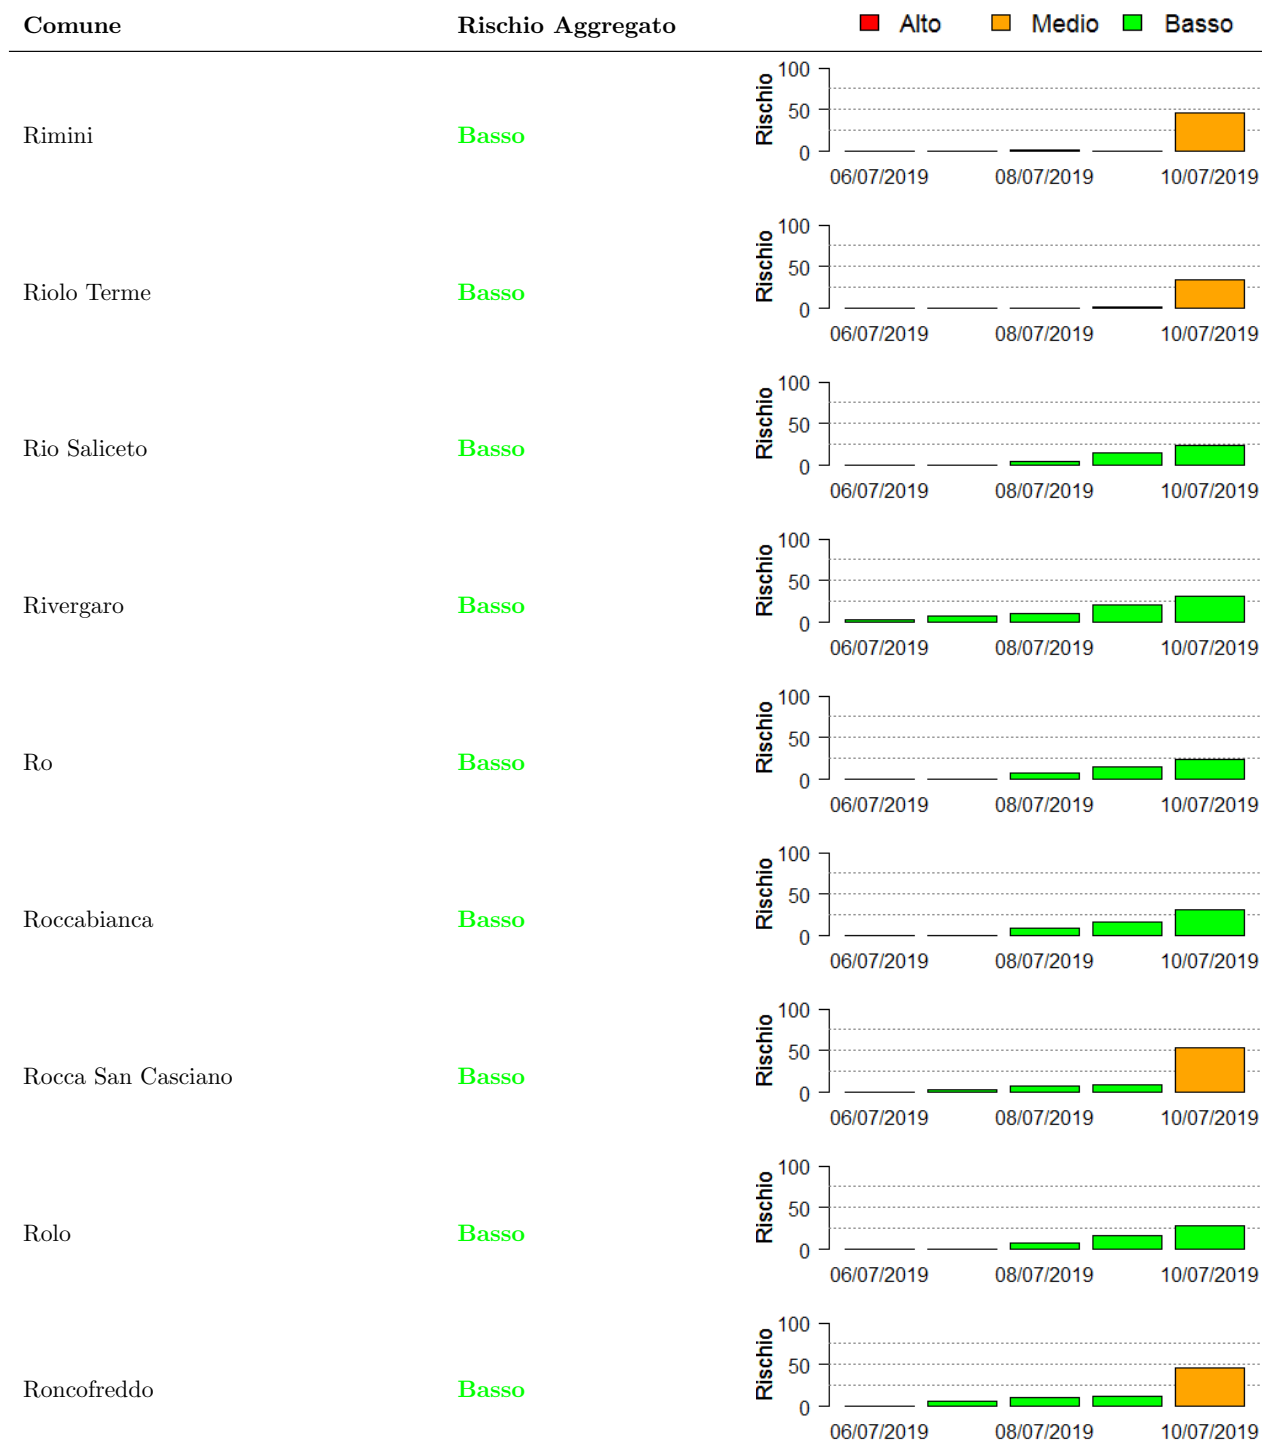 Comune Rischio Aggregato Alto Medio Basso
Rimini Basso Rischio 100 50 0
06/07/2019 08/07/2019 10/07/2019
Riolo Terme Basso Rischio 100 50 0
06/07/2019 08/07/2019 10/07/2019
Rio Saliceto Basso Rischio 100 50 0
06/07/2019 08/07/2019 10/07/2019
Rivergaro Basso Rischio 100 50 0
06/07/2019 08/07/2019 10/07/2019
Ro Basso Rischio 100 50 0
06/07/2019 08/07/2019 10/07/2019
Roccabianca Basso Rischio 100 50 0
06/07/2019 08/07/2019 10/07/2019
Rocca San Casciano Basso Rischio 100 50 0
06/07/2019 08/07/2019 10/07/2019
Rolo Basso Rischio 100 50 0
06/07/2019 08/07/2019 10/07/2019
Roncofreddo Basso Rischio 100 50 0
06/07/2019 08/07/2019 10/07/2019